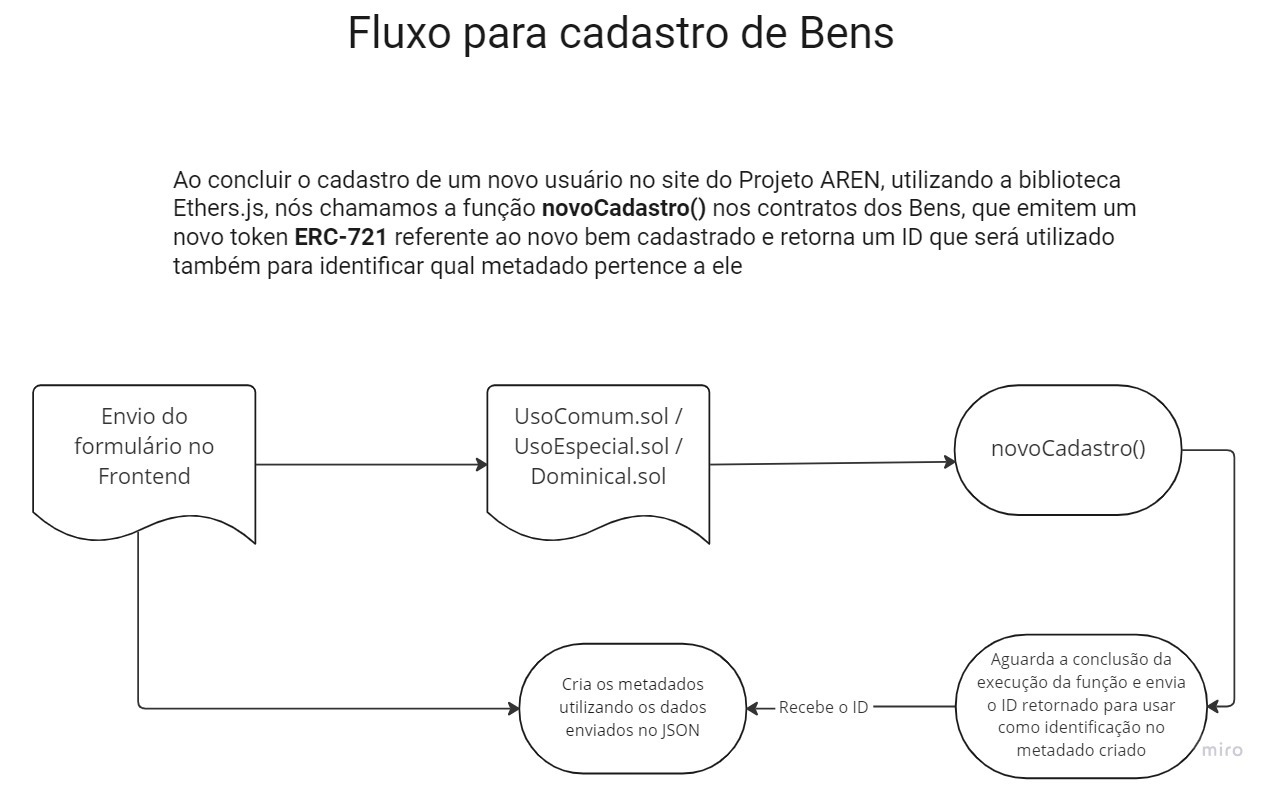 Fluxo para cadastro de Bens
Ao concluir o cadastro de um novo usuário no site do Projeto AREN, utilizando a biblioteca
Ethers.js, nós chamamos a função novoCadastro() nos contratos dos Bens, que emitem um
novo token ERC-721 referente ao novo bem cadastrado e retorna um ID que será utilizado
também para identificar qual metadado pertence a ele
Envio do
formulário no
Frontend
UsoComum.sol /
UsoEspecial.sol /
Dominical.sol
novoCadastro()
Cria os metadados
utilizando os dados
enviados no JSON
Recebe o ID
Aguarda a conclusão da
execução da função e envia
o ID retornado para usar
como identificação no
metadado criado
miro